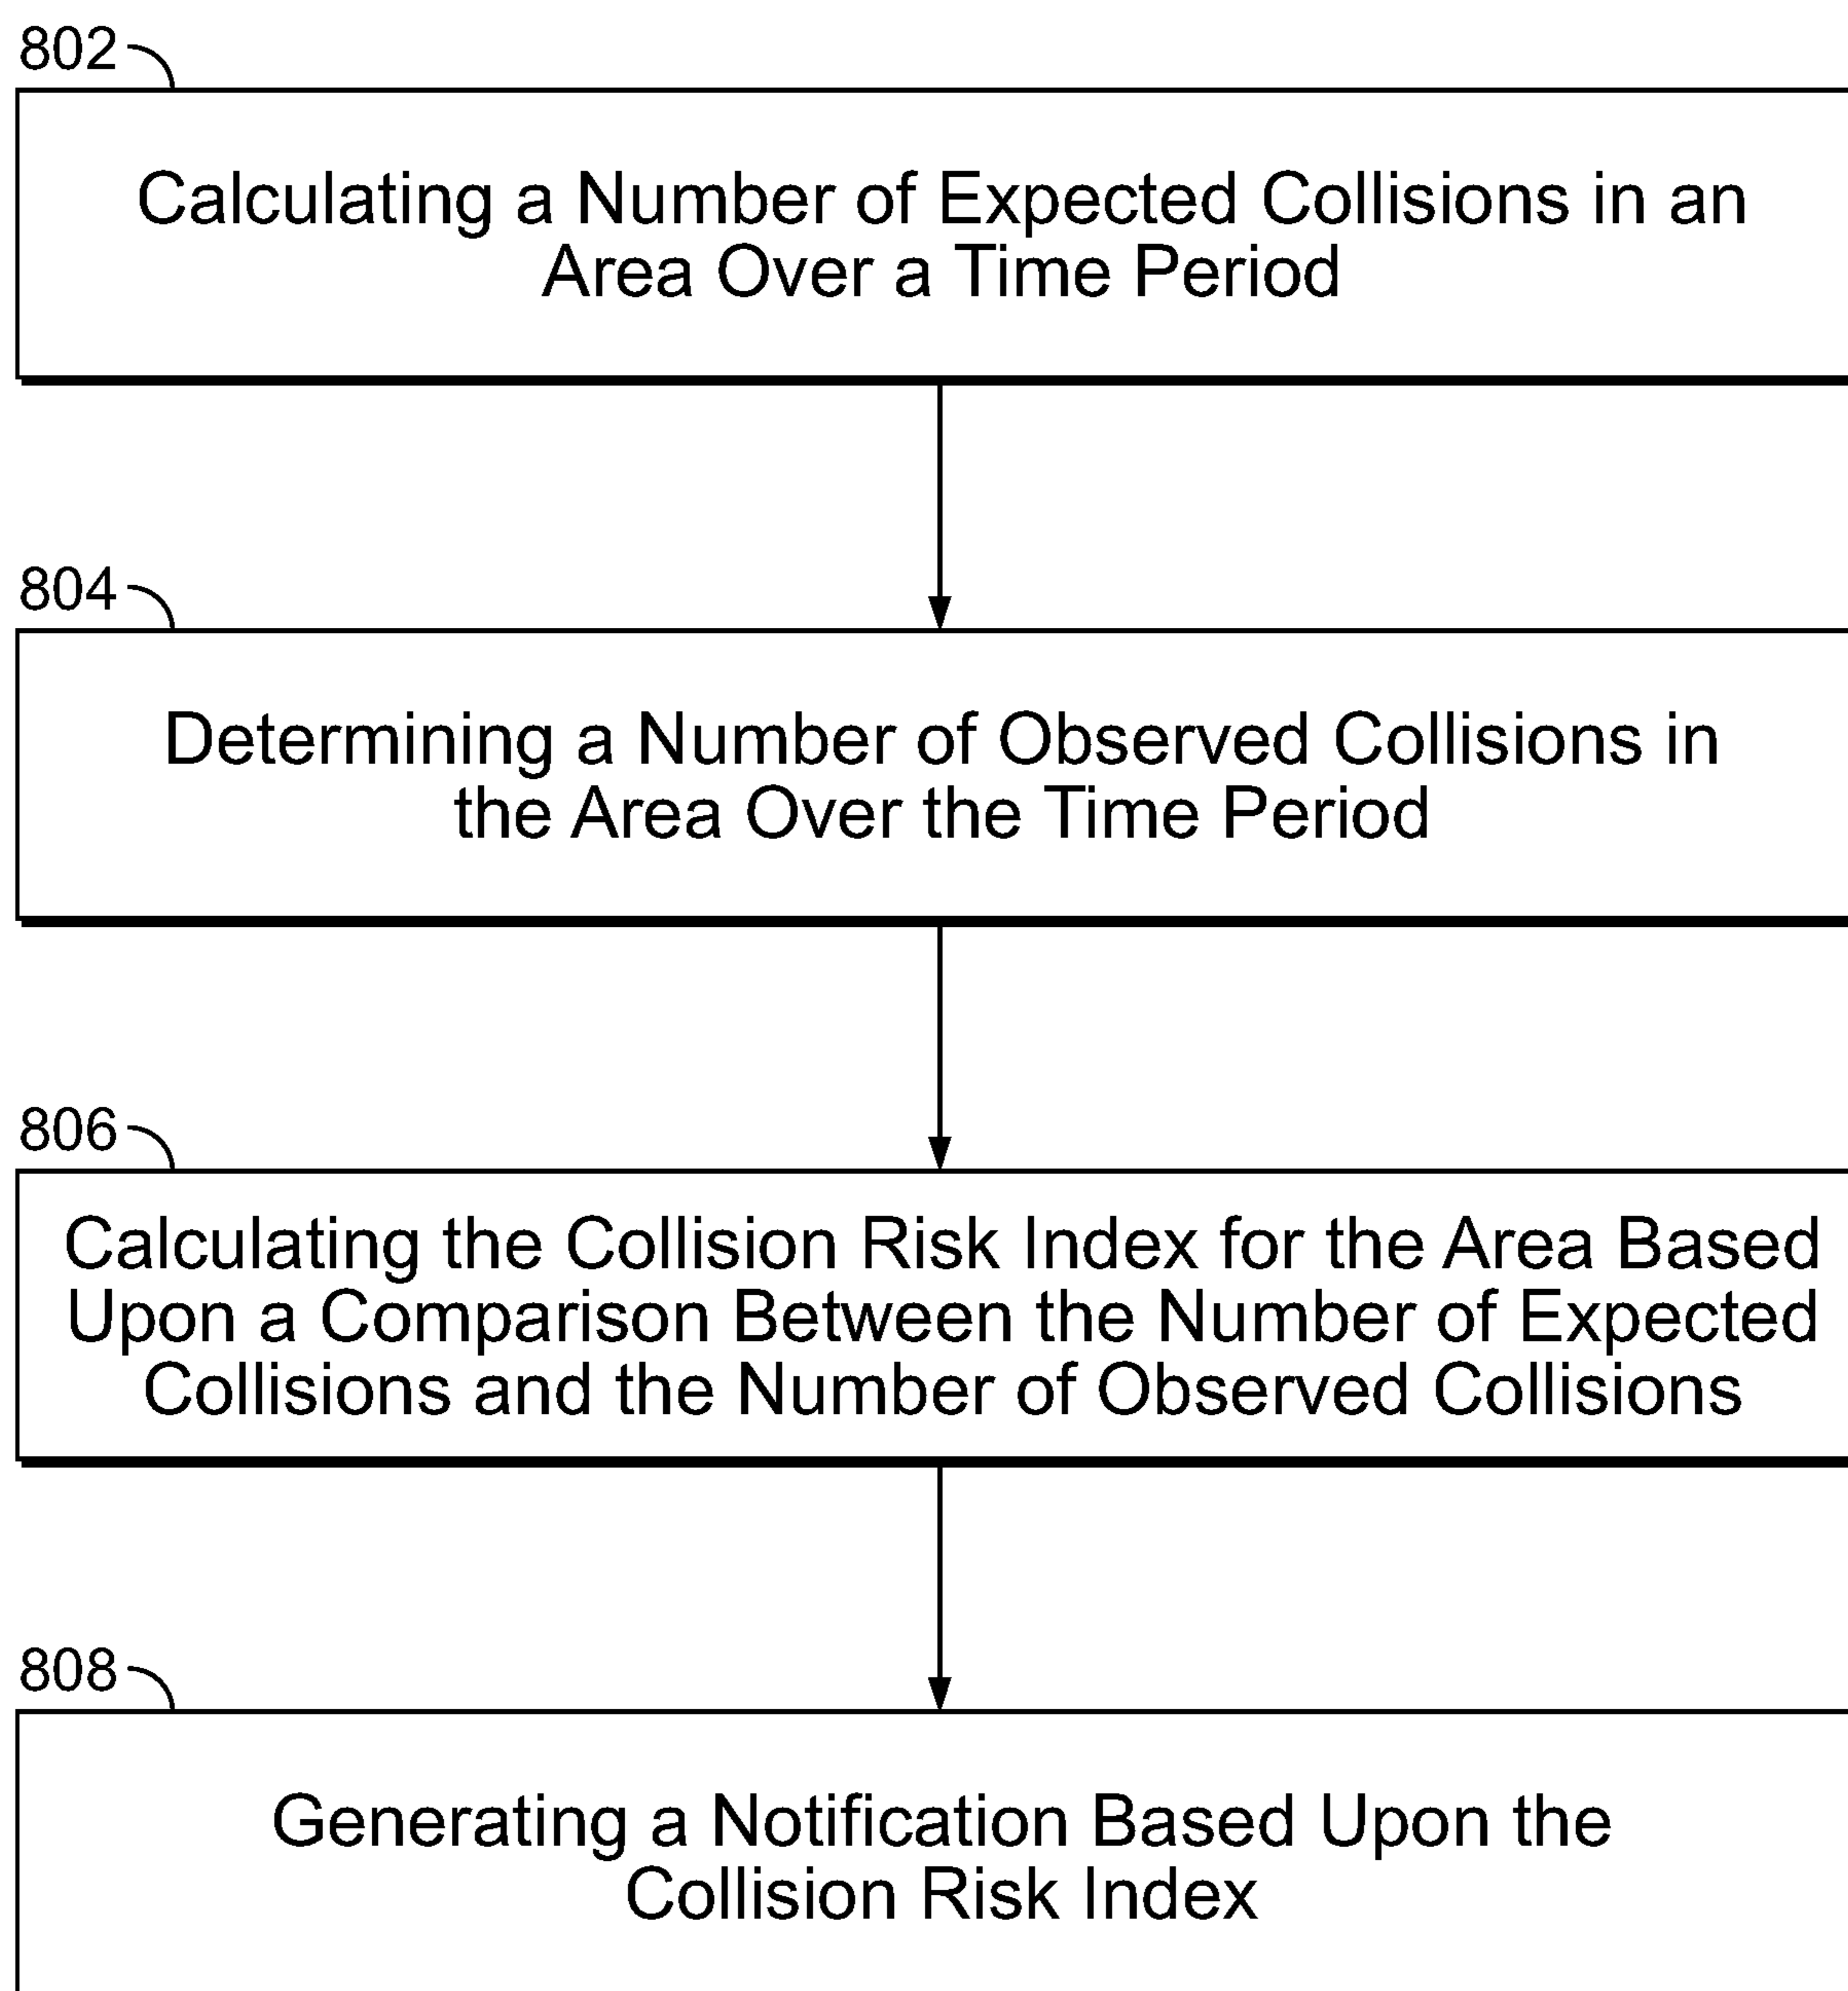 802
Calculating a Number of Expected Collisions in an
Area Over a Time Period
804
Determining a Number of Observed Collisions in
the Area Over the Time Period
806
Calculating the Collision Risk Index for the Area Based
Upon a Comparison Between the Number of Expected
Collisions and the Number of Observed Collisions
808
Generating a Notification Based Upon the
Collision Risk Index